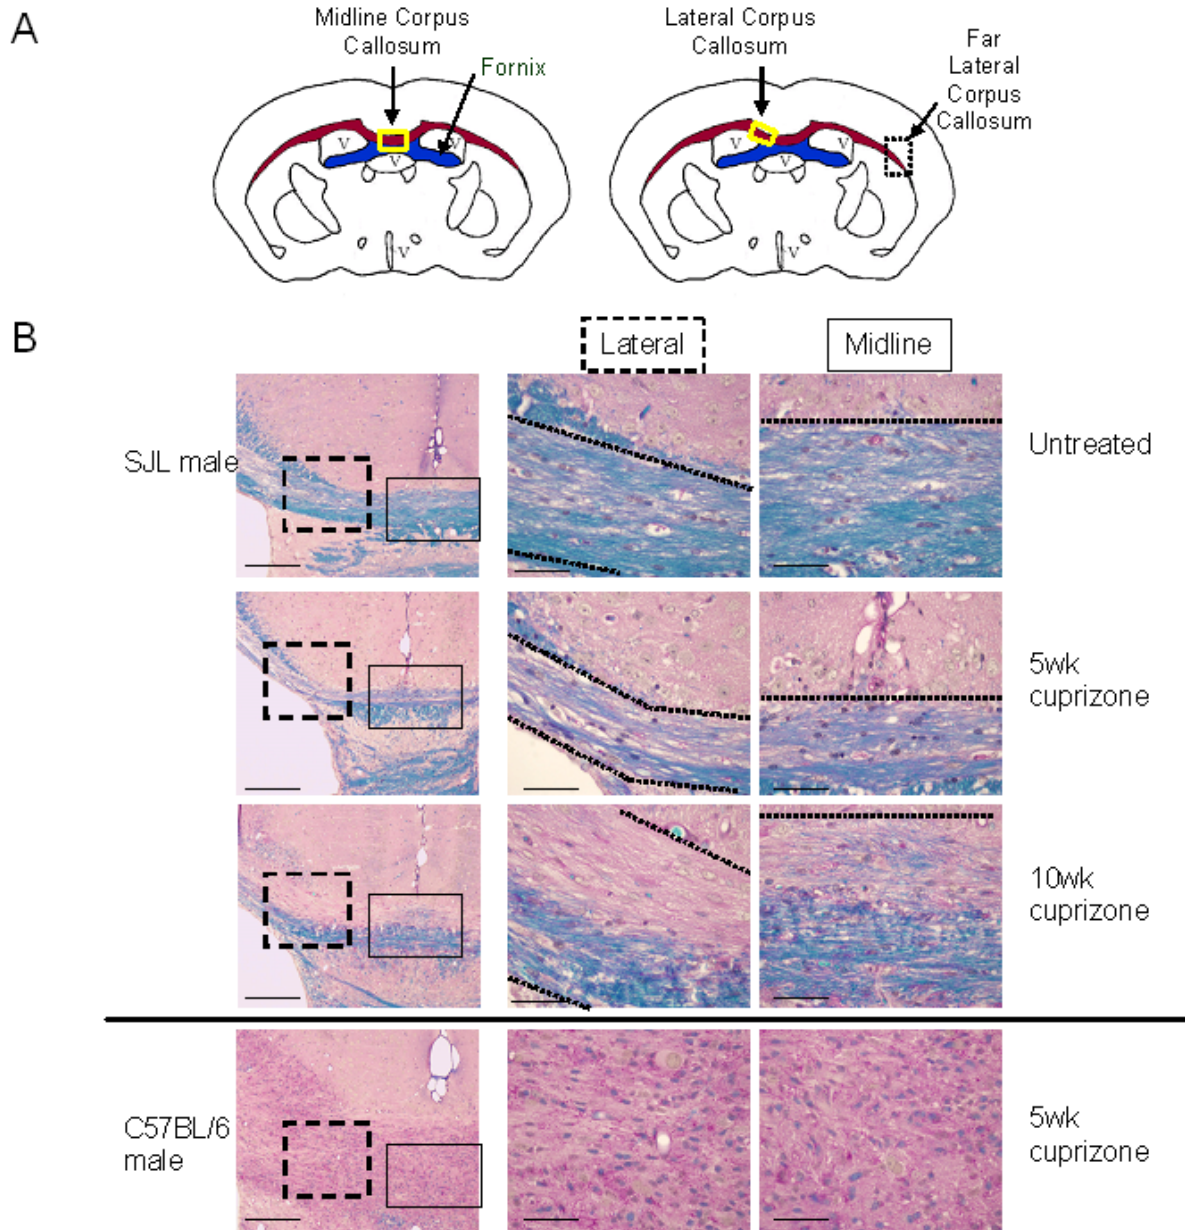 A
Midline Corpus
Callosum
Fornix
V
V
V
V
Lateral Corpus
Callosum
Far
Lateral
Corpus
Callosum
V
V
V
V
B
Lateral
Midline
SJL male
Untreated
5wk
cuprizone
10wk
cuprizone
C57BL/6
male
5wk
cuprizone